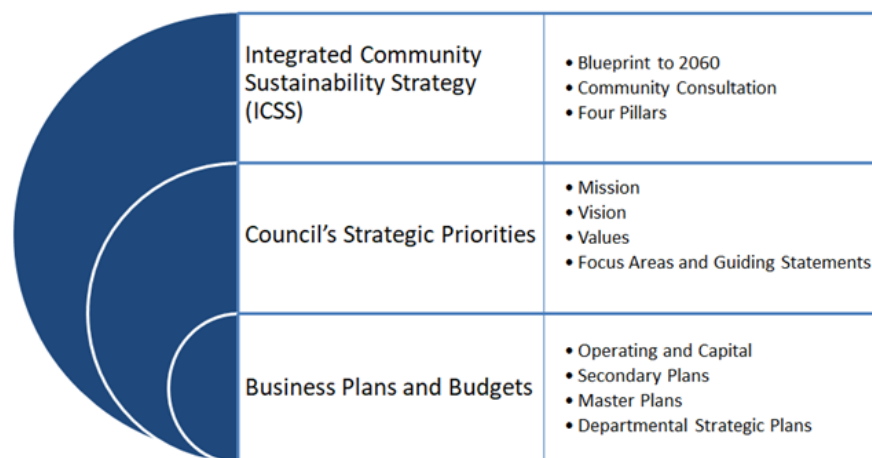 Integrated Community
Sustainability Strategy
(ICSS)
• Blueprint to 2060
• Community Consultation
• Four Pillars
Council's Strategic Priorities
• Mission
• Vision
• Values
• Focus Areas and Guiding Statements
Business Plans and Budgets
• Operating and Capital
• Secondary Plans
• Master Plans
• Departmental Strategic Plans